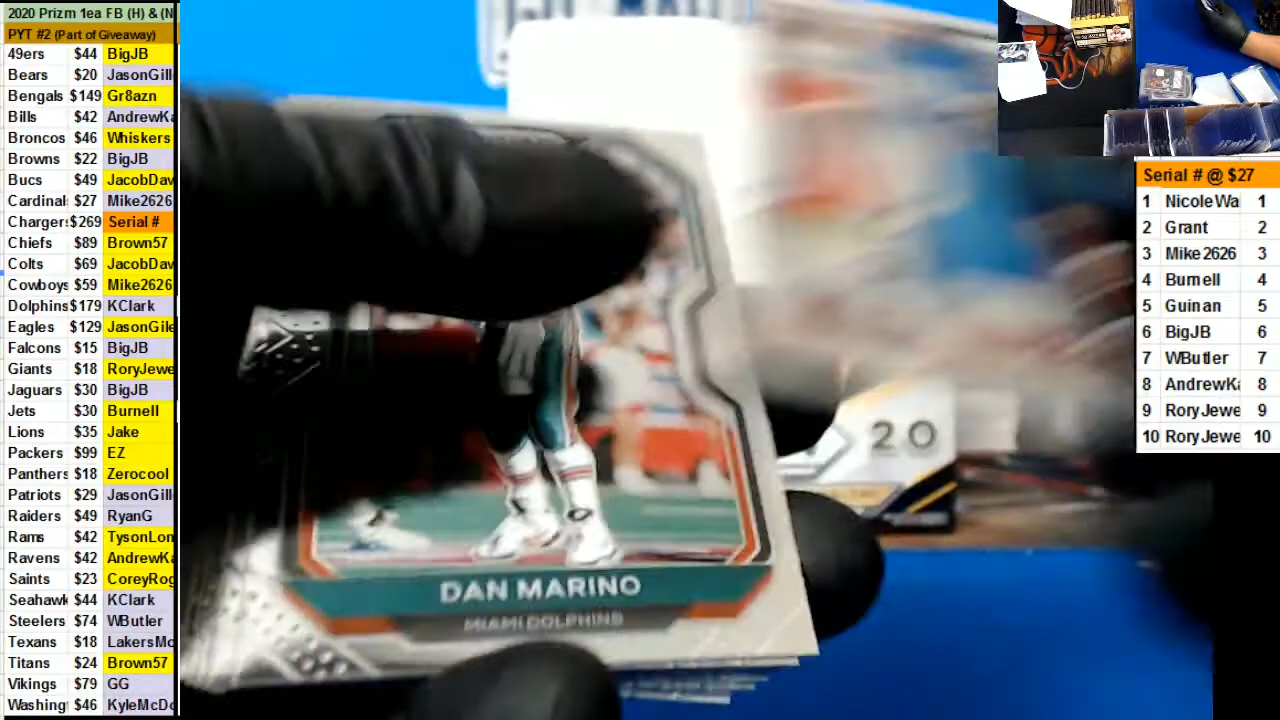 2020 Prizm 1ea FB (H) & (N
PYT #2 (Part of Giveaway)
49ers $44 BigJB
Bears $20 JasonGill
Bengals $149 Gr8azn
Bills $42 AndrewKa
Broncos $46 Whiskers
Browns $22 BigJB
Bucs $49 JacobDav
Cardinal $27 Mike2626
Charger $269 Serial #
Chiefs $89 Brown57
Colts $69 JacobDav
Cowboys $59 Mike2626
Dolphins $179 KClark
Eagles $129 JasonGile
Falcons $15 BigJB
Giants $18 RoryJewe
Jaguars $30 BigJB
Jets $30 Burnell
Lions $35 Jake
Packers $99 EZ
Panthers $18 Zerocool
Patriots $29 JasonGill
Raiders $49 RyanG
Rams $42 TysonLon
Ravens $42 AndrewKa
Saints $23 CoreyRog
Seahawk $44 KClark
Steelers $74 WButler
Texans $18 LakersMc
Titans $24 Brown57
Vikings $79 GG
Washing $46 KyleMcDo
20
DAN MARINO
MIAMI DOLPHINS
Serial # @ $27
1 NicoleWa 1
2 Grant 2
3 Mike2626 3
4 Burnell 4
5 Guinan 5
6 BigJB 6
7 WButler 7
8 AndrewKa 8
9 RoryJewe 9
10 RoryJewe 10